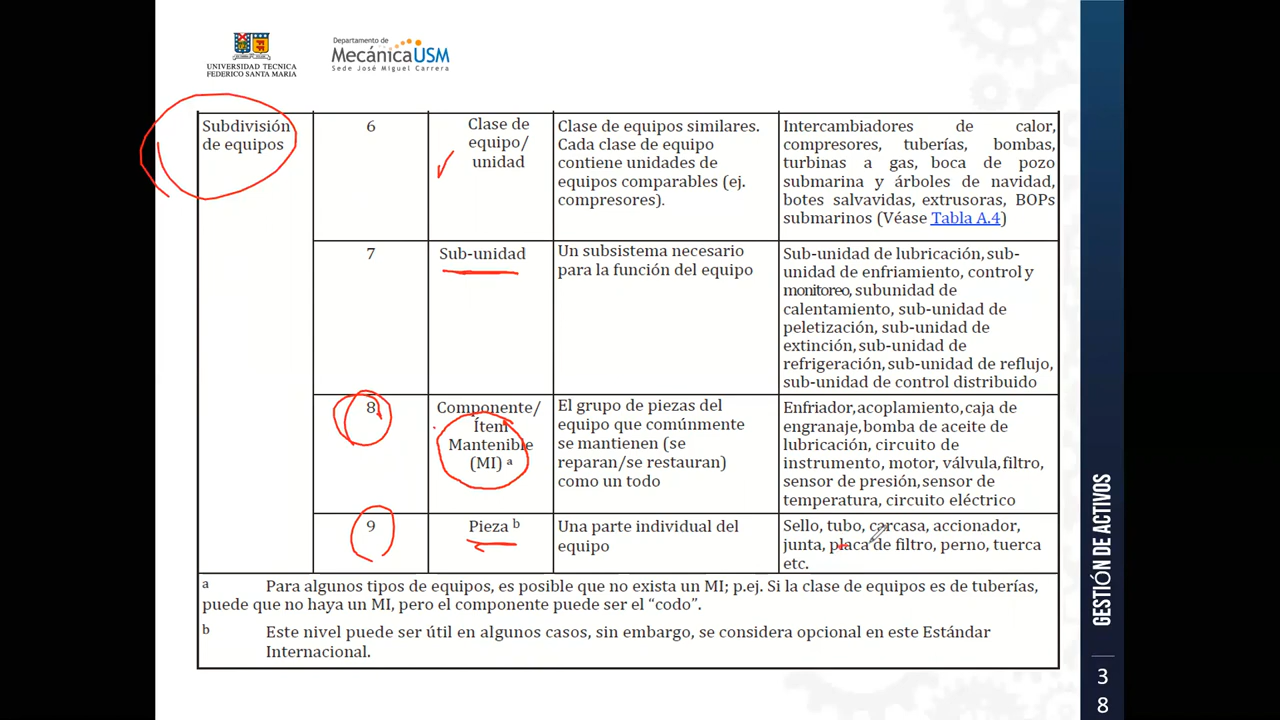 UNIVERSIDAD TECNICA
FEDERICO SANTA MARIA
Departamento de
MecánicaUSM
Sede José Miguel Carrera
Subdivisión
de equipos
6
Clase de
equipo/
unidad
Clase de equipos similares.
Cada clase de equipo
contiene unidades de
equipos comparables (ej.
compresores).
Intercambiadores de calor,
compresores, tuberías, bombas,
turbinas a gas, boca de pozo
submarina y árboles de navidad,
botes salvavidas, extrusoras, BOPs
submarinos (Véase Tabla A.4)
7
Sub-unidad
Un subsistema necesario
para la función del equipo
Sub-unidad de lubricación, sub-
unidad de enfriamiento, control y
monitoreo, subunidad de
calentamiento, sub-unidad de
peletización, sub-unidad de
extinción, sub-unidad de
refrigeración, sub-unidad de reflujo,
sub-unidad de control distribuido
8
Componente/
Ítem
Mantenible
(MI) a
El grupo de piezas del
equipo que comúnmente
se mantienen (se
reparan/se restauran)
como un todo
Enfriador, acoplamiento, caja de
engranaje, bomba de aceite de
lubricación, circuito de
instrumento, motor, válvula, filtro,
sensor de presión, sensor de
temperatura, circuito eléctrico
9
Pieza b
Una parte individual del
equipo
Sello, tubo, carcasa, accionador,
junta, placa de filtro, perno, tuerca
etc.
a Para algunos tipos de equipos, es posible que no exista un MI; p.ej. Si la clase de equipos es de tuberías,
puede que no haya un MI, pero el componente puede ser el “codo”.
b Este nivel puede ser útil en algunos casos, sin embargo, se considera opcional en este Estándar
Internacional.
GESTIÓN DE ACTIVOS
3
8